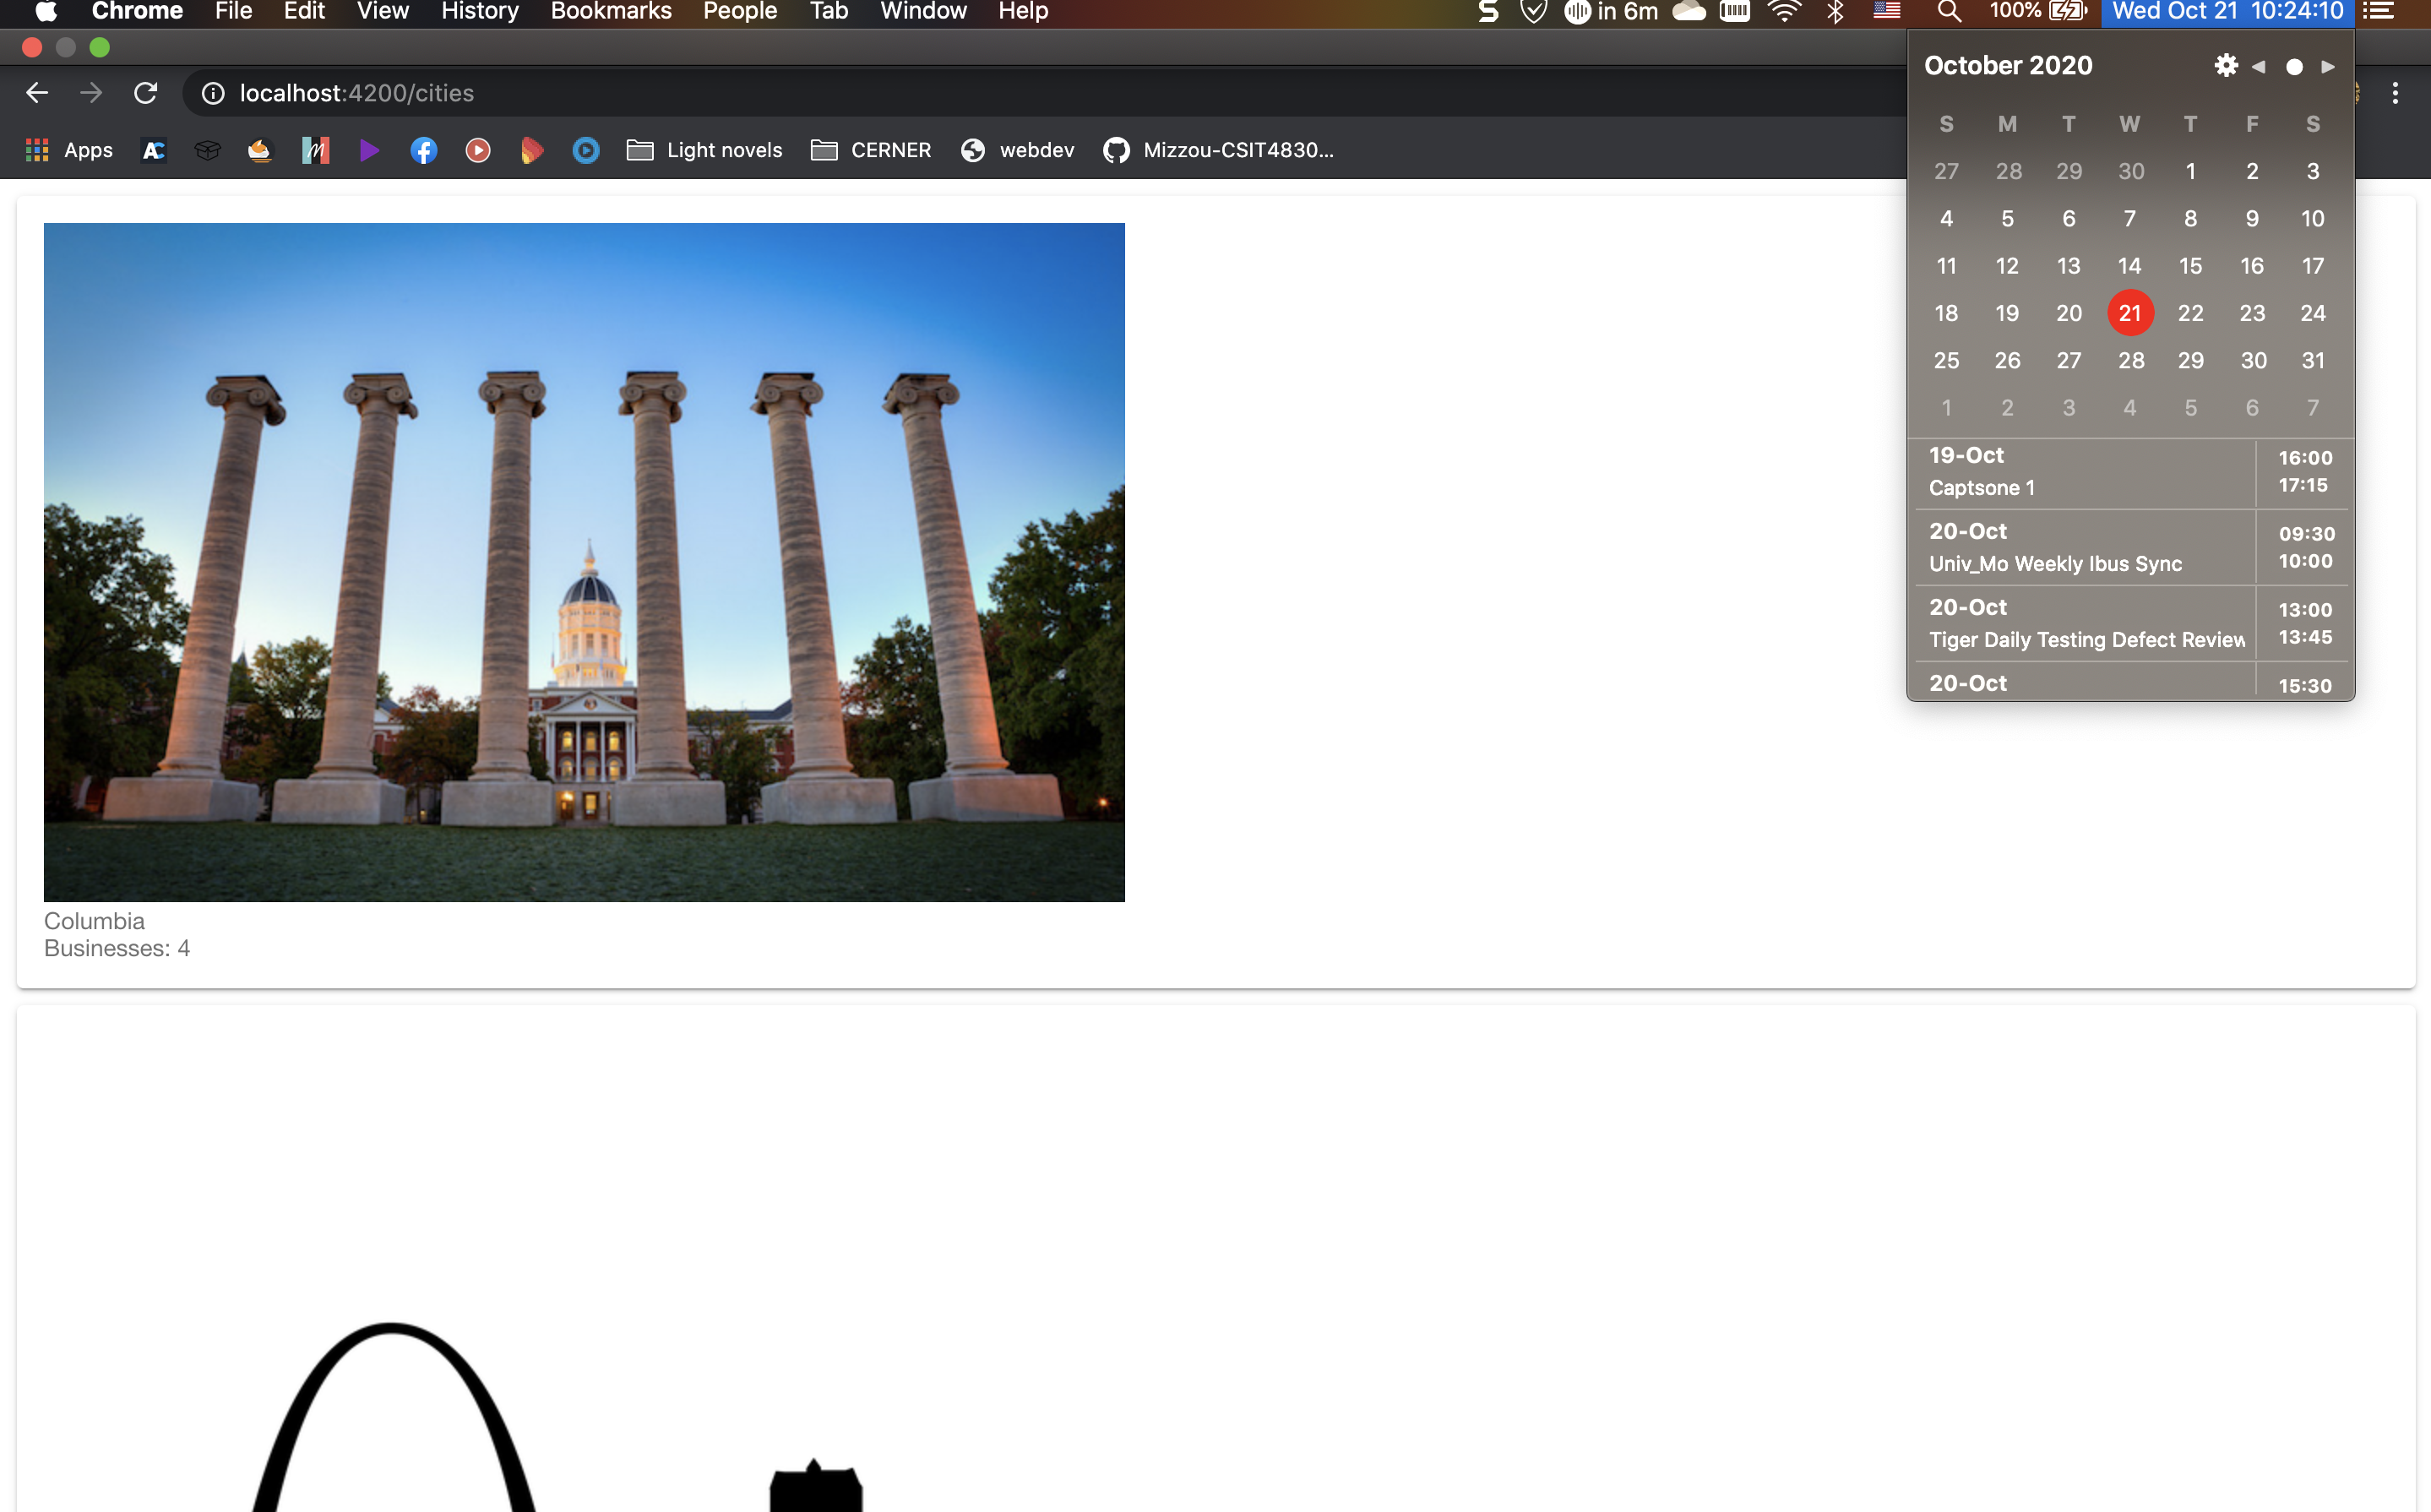 Chrome File Edit View History Bookmarks People Tab Window Help in 6m 100% Wed Oct 21 10:24:10
localhost:4200/cities
Apps AC Light novels CERNER webdev Mizzou-CSIT4830...
October 2020
S M T W T F S
27 28 29 30 1 2 3
4 5 6 7 8 9 10
11 12 13 14 15 16 17
18 19 20 21 22 23 24
25 26 27 28 29 30 31
1 2 3 4 5 6 7
19-Oct 16:00
Captsone 1 17:15
20-Oct 09:30
Univ_Mo Weekly Ibus Sync 10:00
20-Oct 13:00
Tiger Daily Testing Defect Review 13:45
20-Oct 15:30
Columbia
Businesses: 4